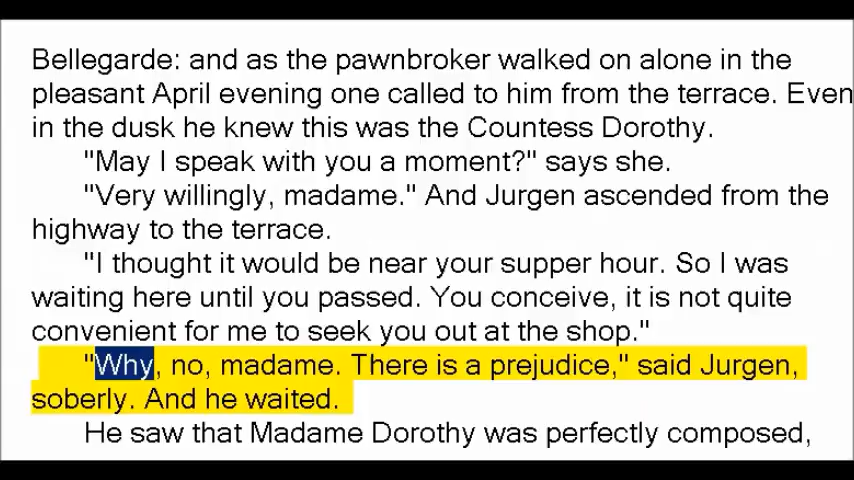 Bellegarde: and as the pawnbroker walked on alone in the
pleasant April evening one called to him from the terrace. Even
in the dusk he knew this was the Countess Dorothy.
"May I speak with you a moment?" says she.
"Very willingly, madame." And Jurgen ascended from the
highway to the terrace.
"I thought it would be near your supper hour. So I was
waiting here until you passed. You conceive, it is not quite
convenient for me to seek you out at the shop."
"Why, no, madame. There is a prejudice," said Jurgen,
soberly. And he waited.
He saw that Madame Dorothy was perfectly composed,